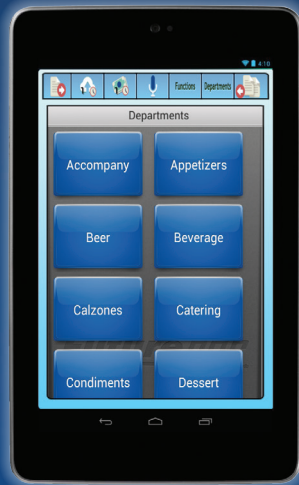 4:10
Functions Departments
Departments
Accompany Appetizers
Beer Beverage
Calzones Catering
Condiments Dessert